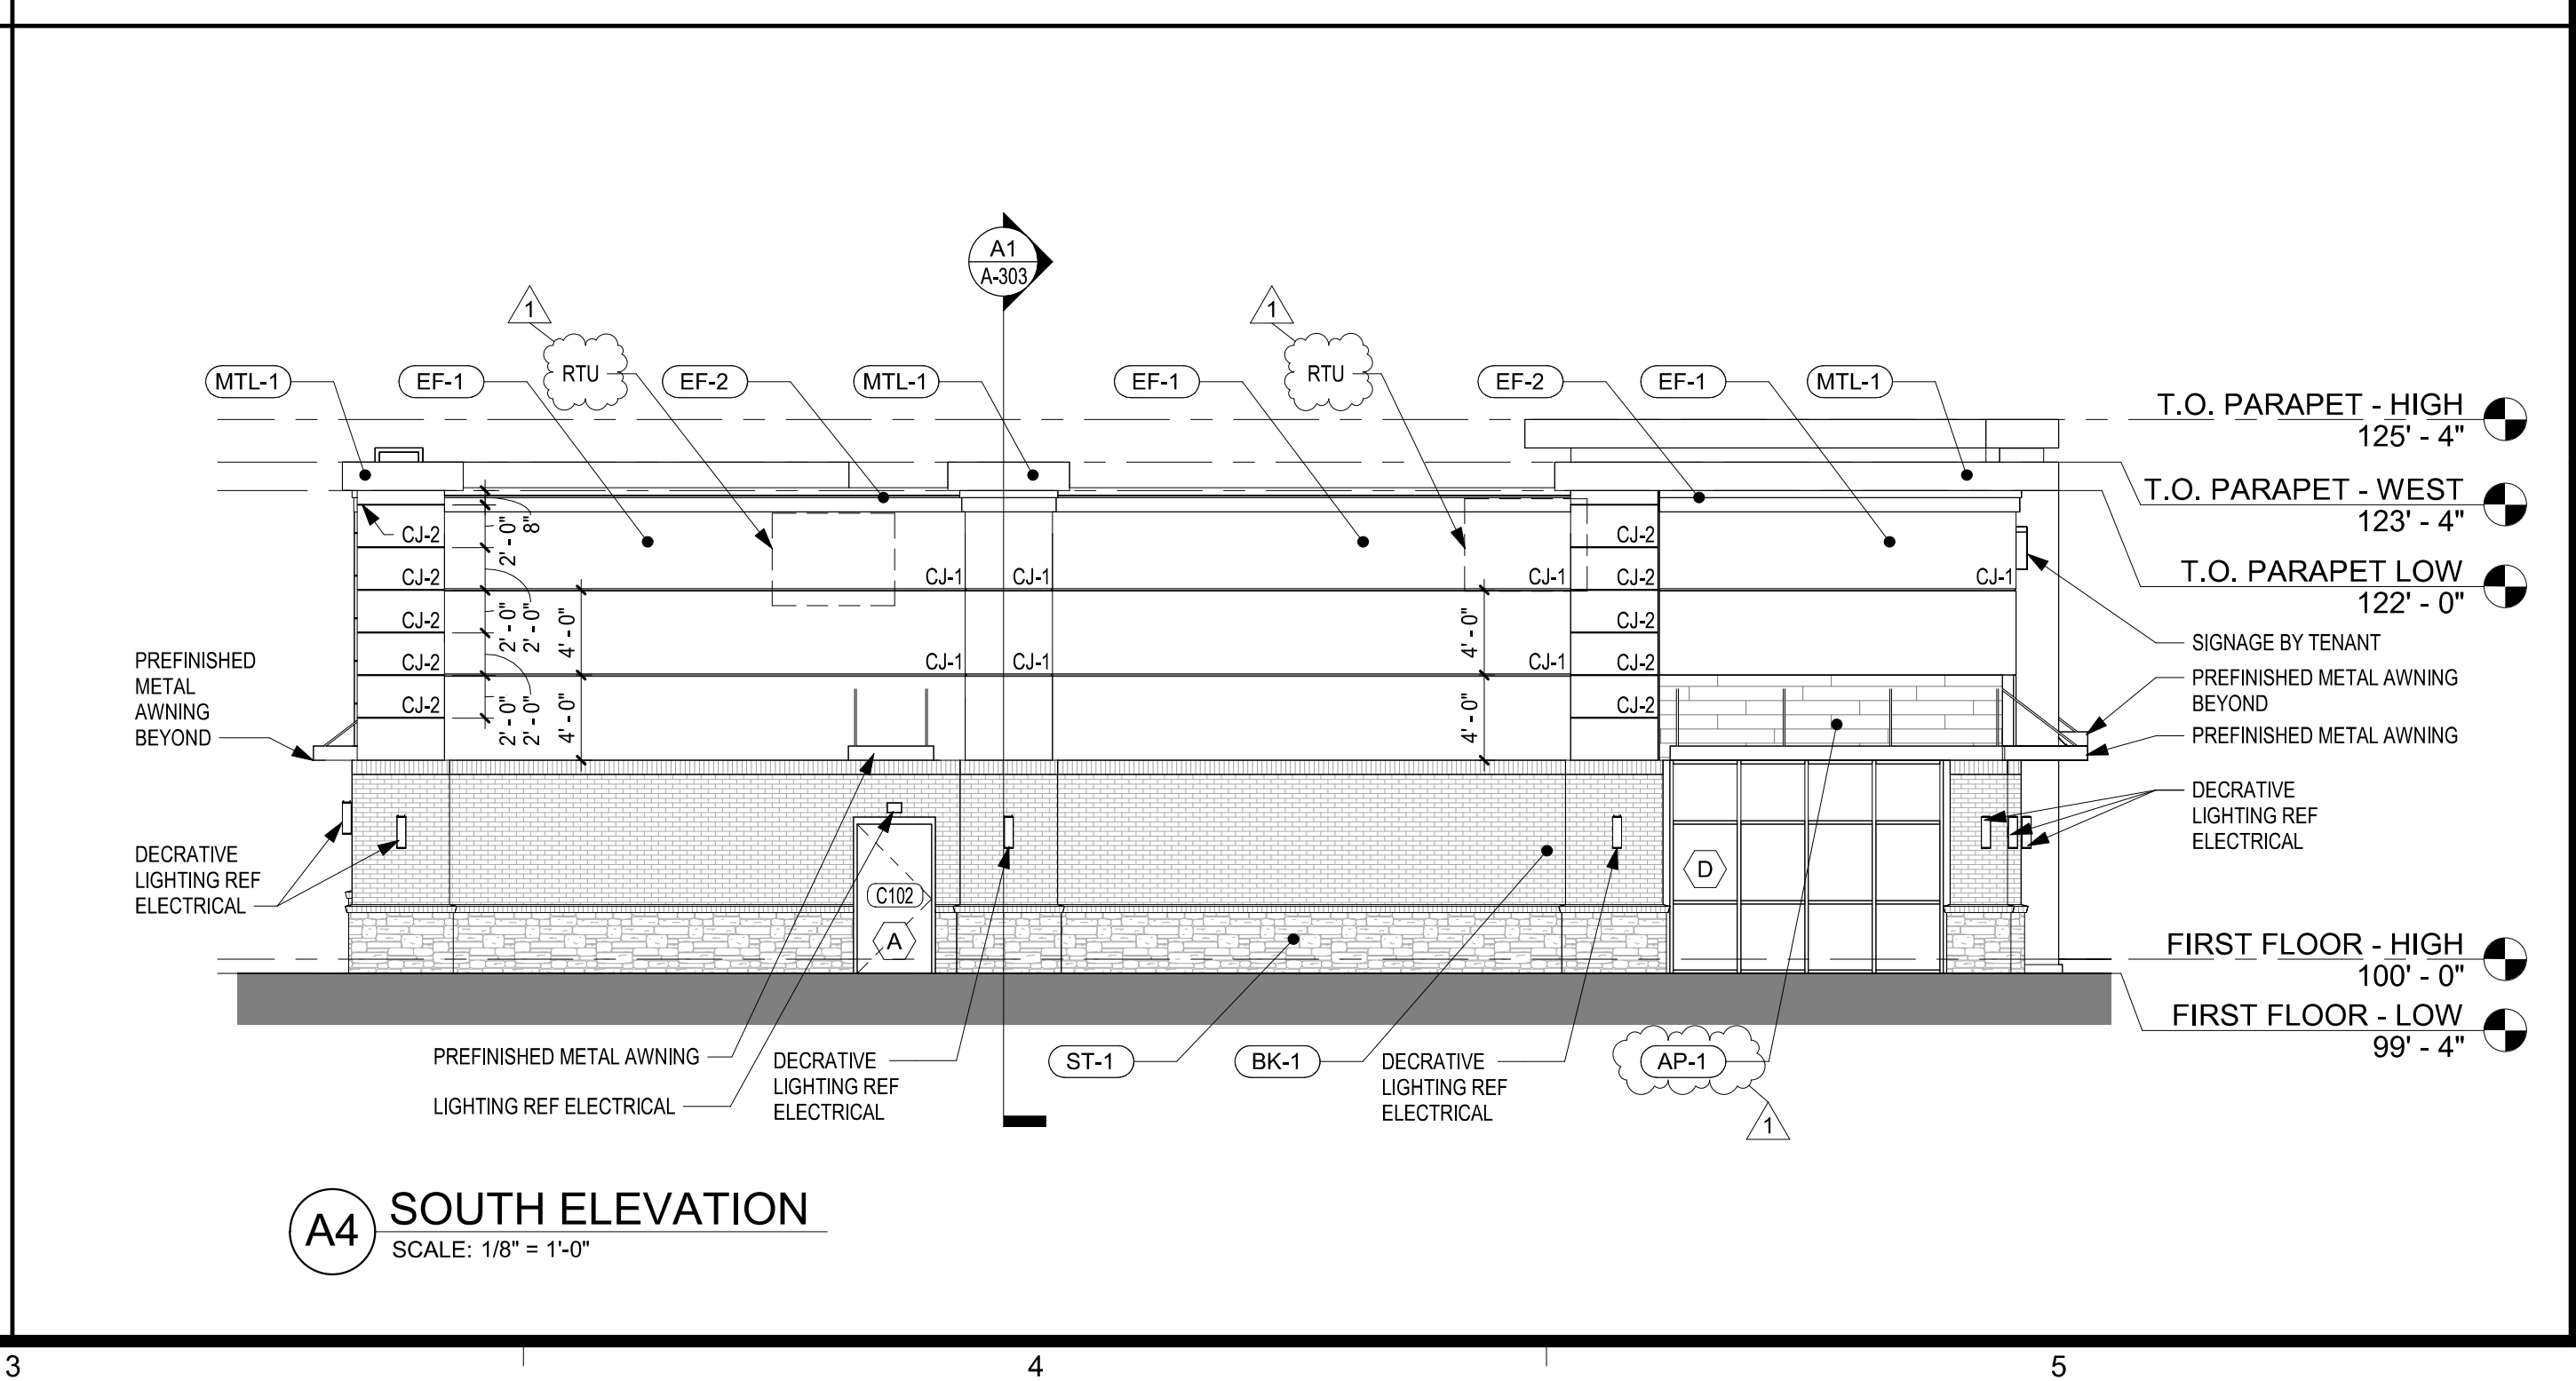 A1
A-303
1
1
RTU
RTU
MTL-1
EF-1
EF-2
MTL-1
EF-1
EF-2
EF-1
MTL-1
T.O. PARAPET - HIGH
125' - 4"
T.O. PARAPET - WEST
123' - 4"
T.O. PARAPET LOW
122' - 0"
CJ-2
CJ-2
CJ-2
CJ-2
CJ-2
8"
2' - 0"
2' - 0"
2' - 0"
2' - 0"
2' - 0"
4' - 0"
4' - 0"
CJ-1
CJ-1
CJ-1
CJ-1
CJ-1
CJ-1
4' - 0"
4' - 0"
CJ-2
CJ-2
CJ-2
CJ-2
CJ-2
CJ-1
PREFINISHED
METAL
AWNING
BEYOND
SIGNAGE BY TENANT
PREFINISHED METAL AWNING
BEYOND
PREFINISHED METAL AWNING
DECRATIVE
LIGHTING REF
ELECTRICAL
DECRATIVE
LIGHTING REF
ELECTRICAL
C102
A
D
FIRST FLOOR - HIGH
100' - 0"
FIRST FLOOR - LOW
99' - 4"
PREFINISHED METAL AWNING
LIGHTING REF ELECTRICAL
DECRATIVE
LIGHTING REF
ELECTRICAL
ST-1
BK-1
DECRATIVE
LIGHTING REF
ELECTRICAL
AP-1
1
A4
SOUTH ELEVATION
SCALE: 1/8" = 1'-0"
3
4
5